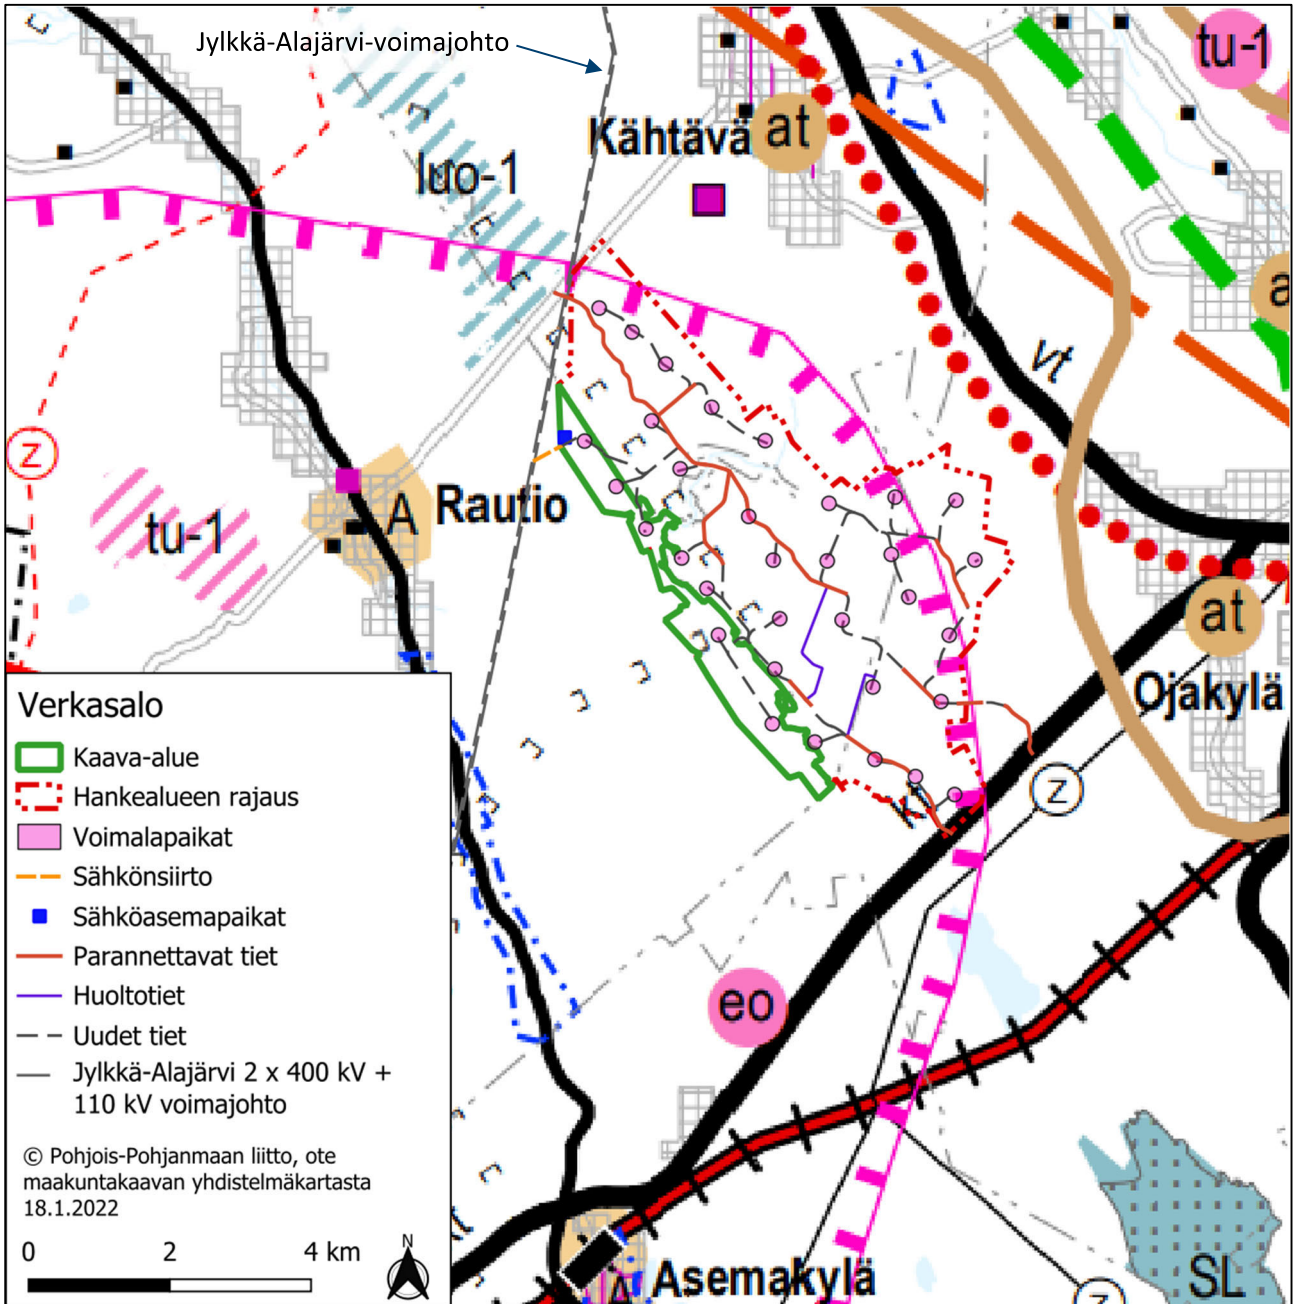 Jylkkä-Alajärvi-voimajohto
tu-1
Kähtävä
at
luo-1
a
vt
z
Rautio
A
tu-1
at
Ojakylä
z
Verkasalo
Kaava-alue
Hankealueen rajaus
Voimalapaikat
Sähkönsiirto
Sähköasemapaikat
Parannettavat tiet
Huoltotiet
Uudet tiet
Jylkkä-Alajärvi 2 x 400 kV +
110 kV voimajohto
© Pohjois-Pohjanmaan liitto, ote
maakuntakaavan yhdistelmäkartasta
18.1.2022
0 2 4 km
N
eo
SL
Asemakylä
A
z